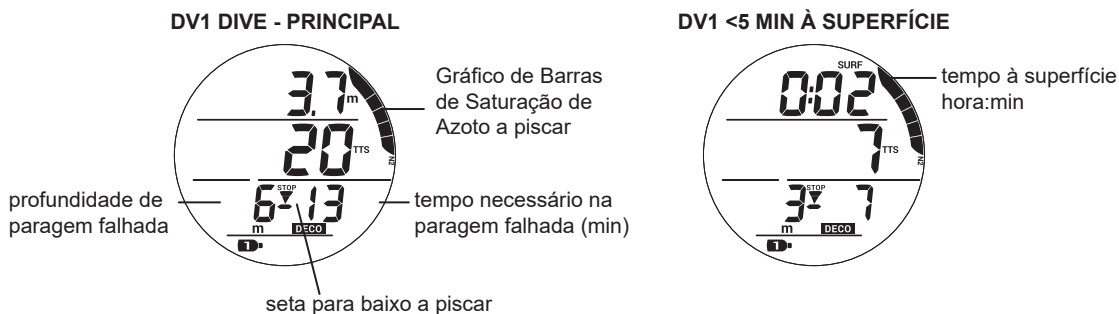 DV1 DIVE - PRINCIPAL
3.7 m
20 TTS
N2
STOP
6 13
m DECO
1
Gráfico de Barras
de Saturação de
Azoto a piscar
profundidade de
paragem falhada
tempo necessário na
paragem falhada (min)
seta para baixo a piscar
DV1 <5 MIN À SUPERFÍCIE
SURF
0:02
7 TTS
N2
STOP
3 7
m DECO
1
tempo à superfície
hora:min